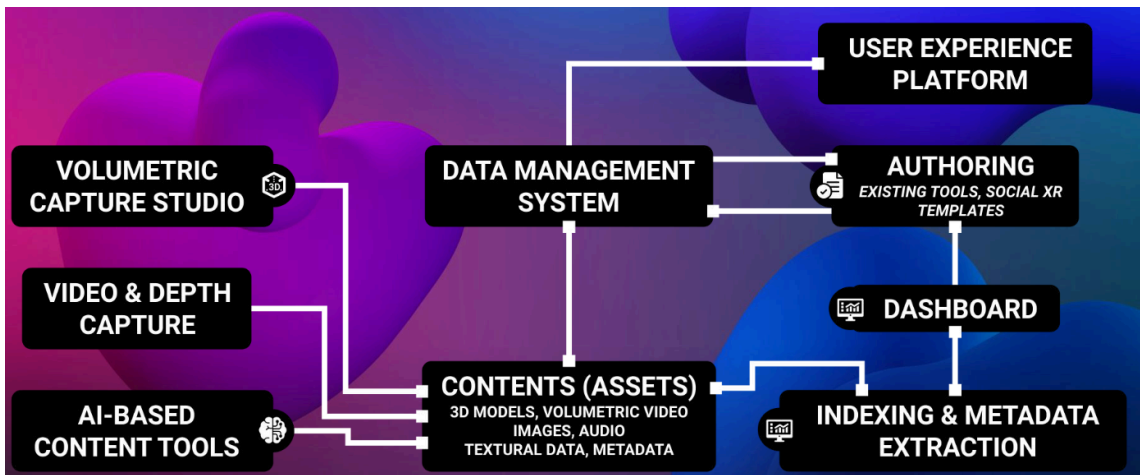 USER EXPERIENCE
PLATFORM
VOLUMETRIC
CAPTURE STUDIO
3D
DATA MANAGEMENT
SYSTEM
AUTHORING
EXISTING TOOLS, SOCIAL XR
TEMPLATES
VIDEO & DEPTH
CAPTURE
DASHBOARD
AI-BASED
CONTENT TOOLS
CONTENTS (ASSETS)
3D MODELS, VOLUMETRIC VIDEO
IMAGES, AUDIO
TEXTURAL DATA, METADATA
INDEXING & METADATA
EXTRACTION